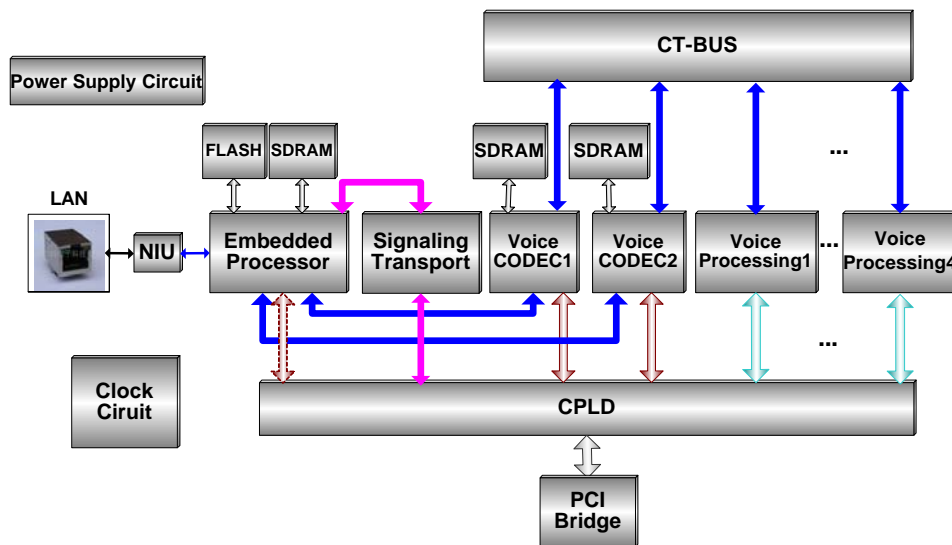 CT-BUS
Power Supply Circuit
FLASH
SDRAM
SDRAM
SDRAM
...
LAN
NIU
Embedded
Processor
Signaling
Transport
Voice
CODEC1
Voice
CODEC2
Voice
Processing1
...
Voice
Processing4
...
Clock
Ciruit
CPLD
PCI
Bridge